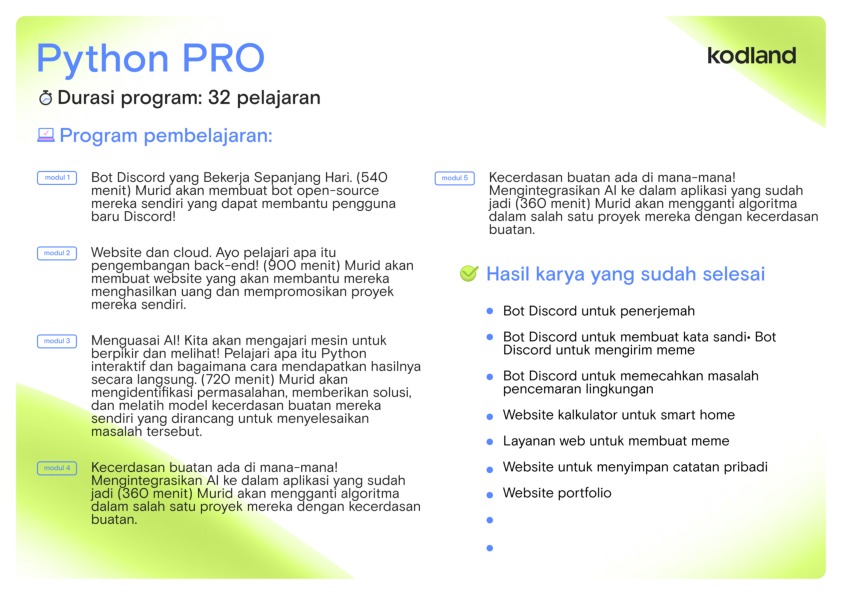 Python PRO
kodland
Durasi program: 32 pelajaran
Program pembelajaran:
modul 1
Bot Discord yang Bekerja Sepanjang Hari. (540
menit) Murid akan membuat bot open-source
mereka sendiri yang dapat membantu pengguna
baru Discord!
modul 2
Website dan cloud. Ayo pelajari apa itu
pengembangan back-end! (900 menit) Murid akan
membuat website yang akan membantu mereka
menghasilkan uang dan mempromosikan proyek
mereka sendiri.
modul 3
Menguasai AI! Kita akan mengajari mesin untuk
berpikir dan melihat! Pelajari apa itu Python
interaktif dan bagaimana cara mendapatkan hasilnya
secara langsung. (720 menit) Murid akan
mengidentifikasi permasalahan, memberikan solusi,
dan melatih model kecerdasan buatan mereka
sendiri yang dirancang untuk menyelesaikan
masalah tersebut.
modul 4
Kecerdasan buatan ada di mana-mana!
Mengintegrasikan AI ke dalam aplikasi yang sudah
jadi (360 menit) Murid akan mengganti algoritma
dalam salah satu proyek mereka dengan kecerdasan
buatan.
modul 5
Kecerdasan buatan ada di mana-mana!
Mengintegrasikan AI ke dalam aplikasi yang sudah
jadi (360 menit) Murid akan mengganti algoritma
dalam salah satu proyek mereka dengan kecerdasan
buatan.
Hasil karya yang sudah selesai
• Bot Discord untuk penerjemah
• Bot Discord untuk membuat kata sandi• Bot
Discord untuk mengirim meme
• Bot Discord untuk memecahkan masalah
pencemaran lingkungan
• Website kalkulator untuk smart home
• Layanan web untuk membuat meme
• Website untuk menyimpan catatan pribadi
• Website portfolio